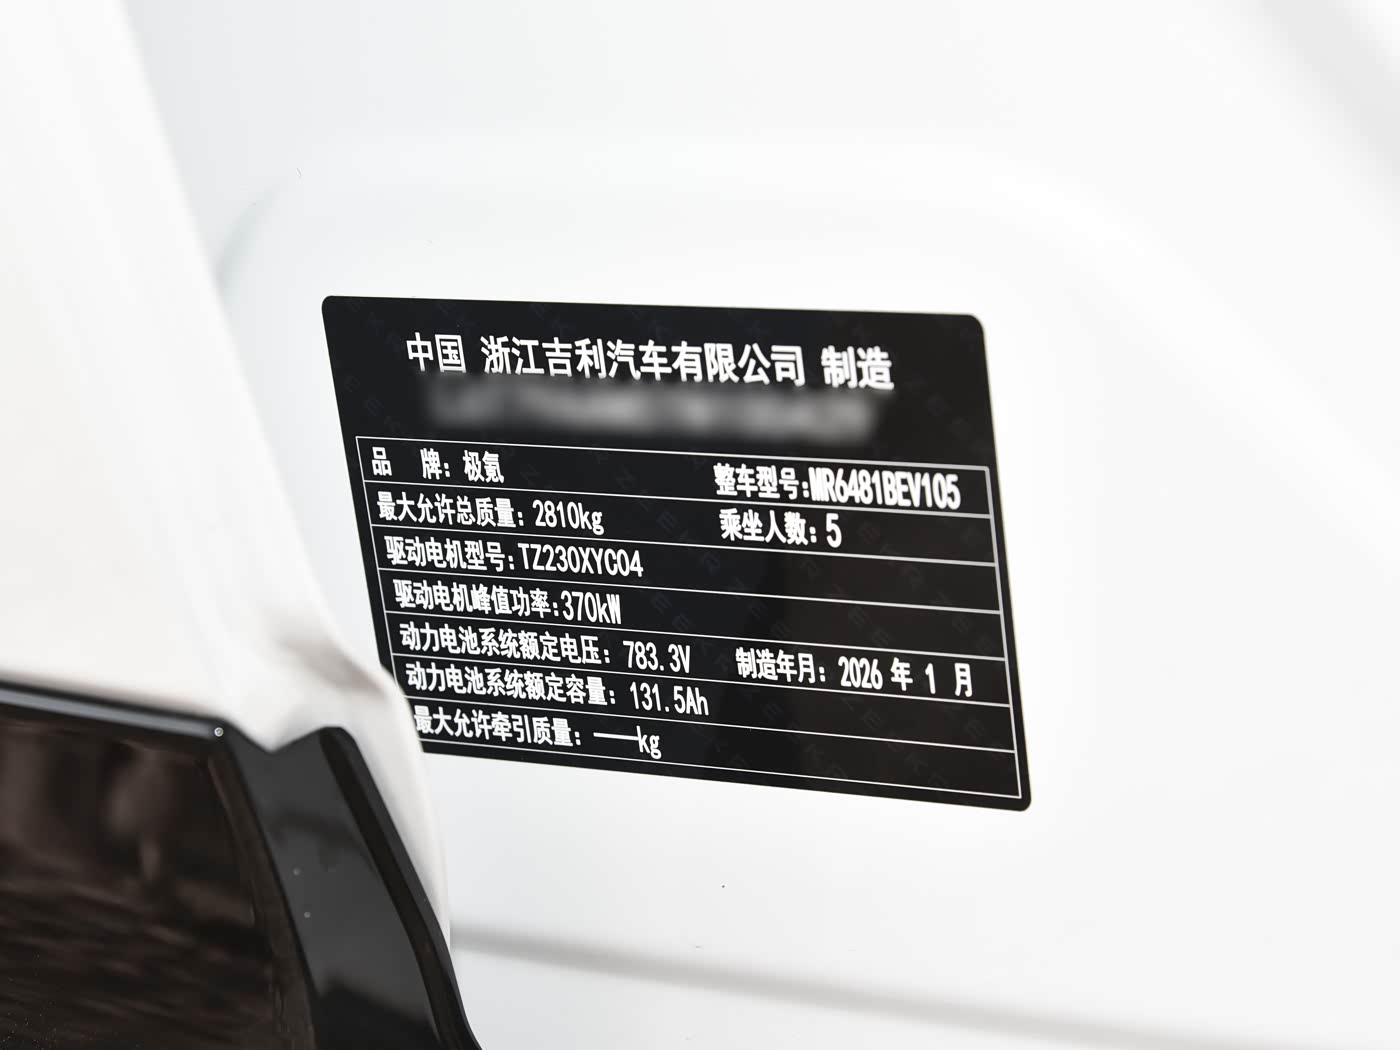 中国 浙江吉利汽车有限公司 制造
品 牌：极氪 整车型号:MR6481BEV105
最大允许总质量：2810kg 乘坐人数：5
驱动电机型号：TZ230XYC04
驱动电机峰值功率:370kW
动力电池系统额定电压：783.3V 制造年月：2026 年 1 月
动力电池系统额定容量：131.5Ah
最大允许牵引质量：——kg